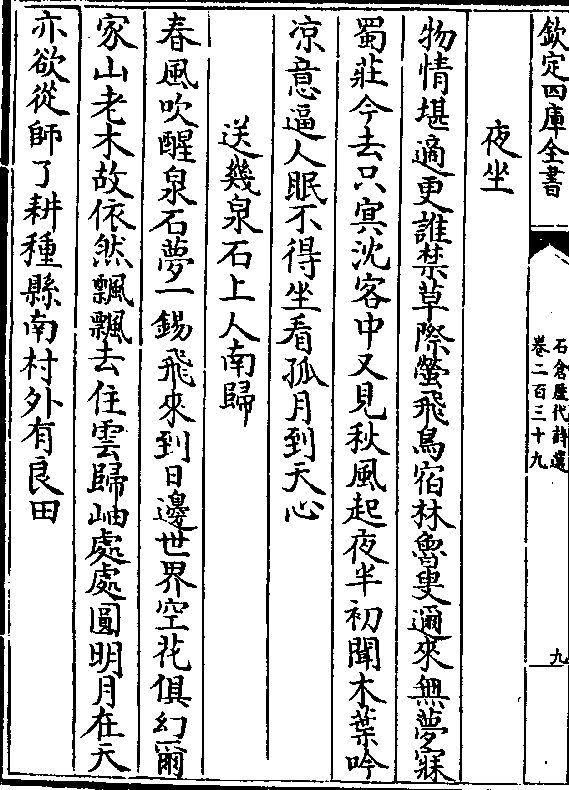 欽定四庫全書
石倉歷代詩選
卷二百三十九
九
夜坐
物情堪適更誰禁草際螢飛鳥宿林魯叟邇來無夢寐
蜀莊今去只冥沈客中又見秋風起夜半初聞木葉吟
凉意逼人眠不得坐看孤月到天心
送幾泉石上人南歸
春風吹醒泉石夢一錫飛來到日邊世界空花俱幻爾
家山老木故依然飄飄去住雲歸岫處處圓明月在天
亦欲從師了耕種縣南村外有良田